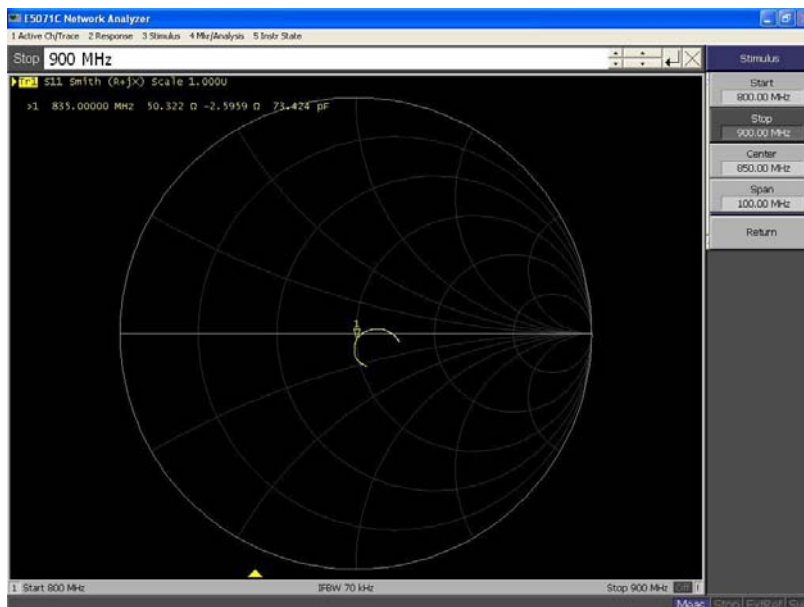 E5071C Network Analyzer
1 Active Ch/Trace 2 Response 3 Stimulus 4 Mkr/Analysis 5 Instr State
Stop 900 MHz
Stimulus
Tr1 S11 Smith (R+jX) Scale 1.000U
>1 835.00000 MHz 50.322 Ω -2.5959 Ω 73.424 pF
Start
800.00 MHz
Stop
900.00 MHz
Center
850.00 MHz
Span
100.00 MHz
Return
1
1 Start 800 MHz IFBW 70 kHz Stop 900 MHz Off !
Meas Stop ExtRef